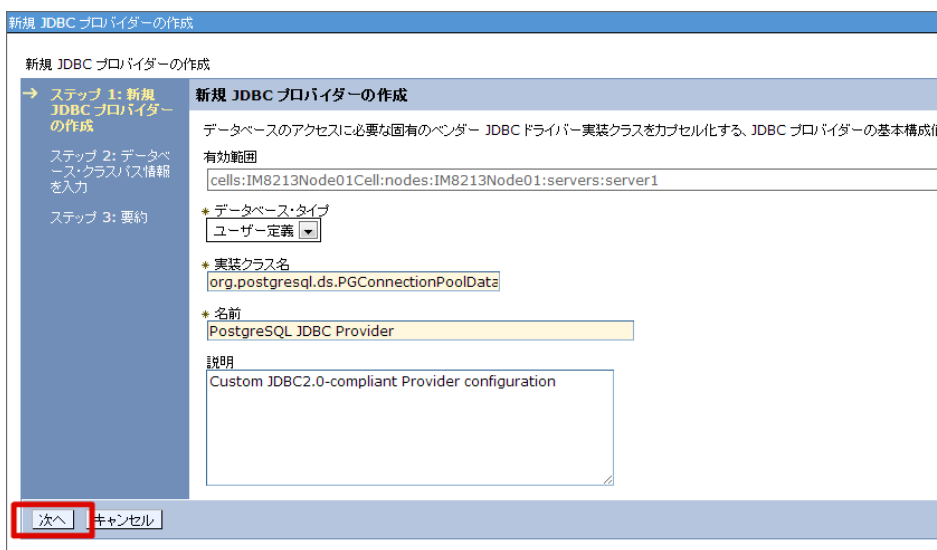 新規 JDBC プロバイダーの作成
新規 JDBC プロバイダーの作成
→ ステップ 1: 新規
JDBC プロバイダー
の作成
ステップ 2: データベ
ース・クラスパス情報
を入力
ステップ 3: 要約
新規 JDBC プロバイダーの作成
データベースのアクセスに必要な固有のベンダー JDBC ドライバー実装クラスをカプセル化する、JDBC プロバイダーの基本構成
有効範囲
cells:IM8213Node01Cell:nodes:IM8213Node01:servers:server1
* データベース・タイプ
ユーザー定義
* 実装クラス名
org.postgresql.ds.PGConnectionPoolData
* 名前
PostgreSQL JDBC Provider
説明
Custom JDBC2.0-compliant Provider configuration
次へ キャンセル